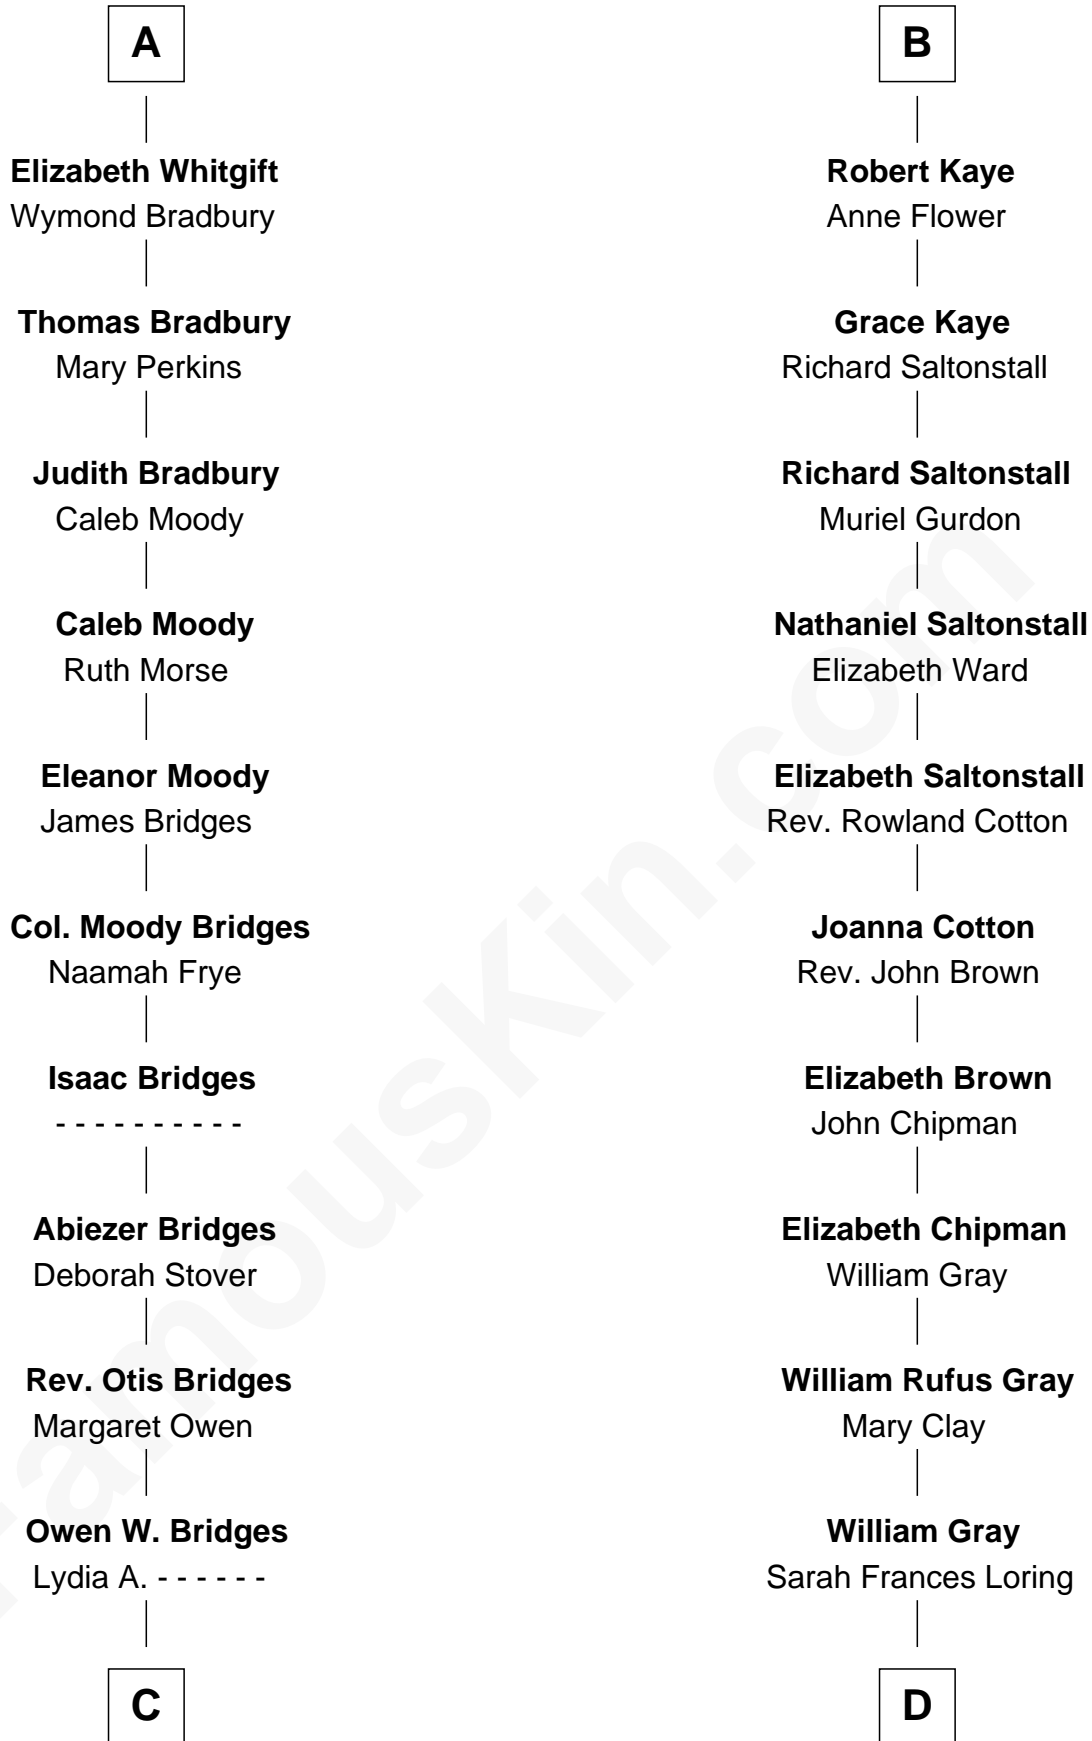 A
Elizabeth Whitgift
Wymond Bradbury
Thomas Bradbury
Mary Perkins
Judith Bradbury
Caleb Moody
Caleb Moody
Ruth Morse
Eleanor Moody
James Bridges
Col. Moody Bridges
Naamah Frye
Isaac Bridges
- - - - - - - - - -
Abiezer Bridges
Deborah Stover
Rev. Otis Bridges
Margaret Owen
Owen W. Bridges
Lydia A. - - - - - -
C
B
Robert Kaye
Anne Flower
Grace Kaye
Richard Saltonstall
Richard Saltonstall
Muriel Gurdon
Nathaniel Saltonstall
Elizabeth Ward
Elizabeth Saltonstall
Rev. Rowland Cotton
Joanna Cotton
Rev. John Brown
Elizabeth Brown
John Chipman
Elizabeth Chipman
William Gray
William Rufus Gray
Mary Clay
William Gray
Sarah Frances Loring
D
FamousKin.com